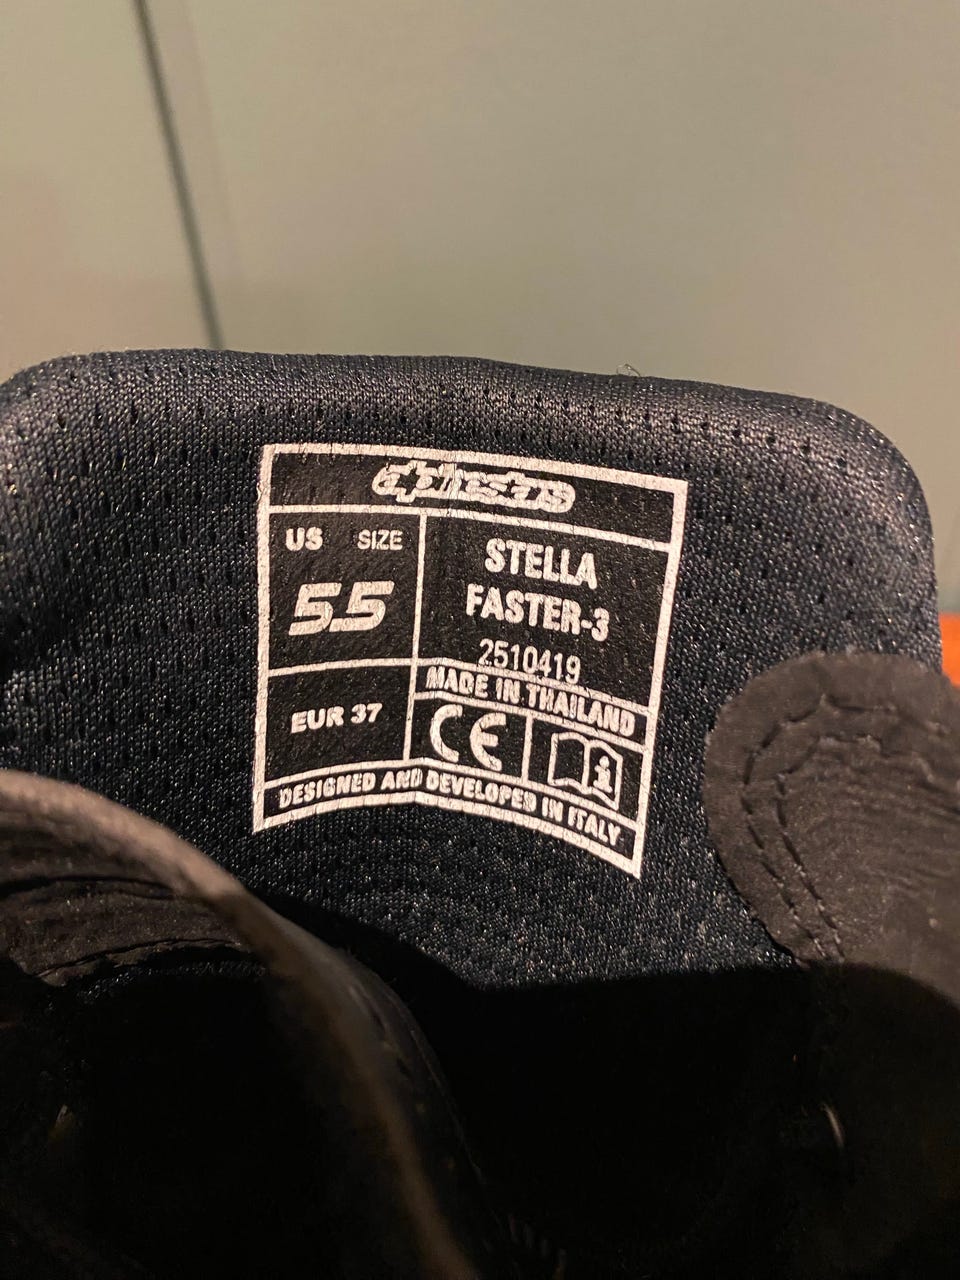 alpinestars
US SIZE
5.5
EUR 37
STELLA
FASTER-3
2510419
MADE IN THAILAND
CE
DESIGNED AND DEVELOPED IN ITALY